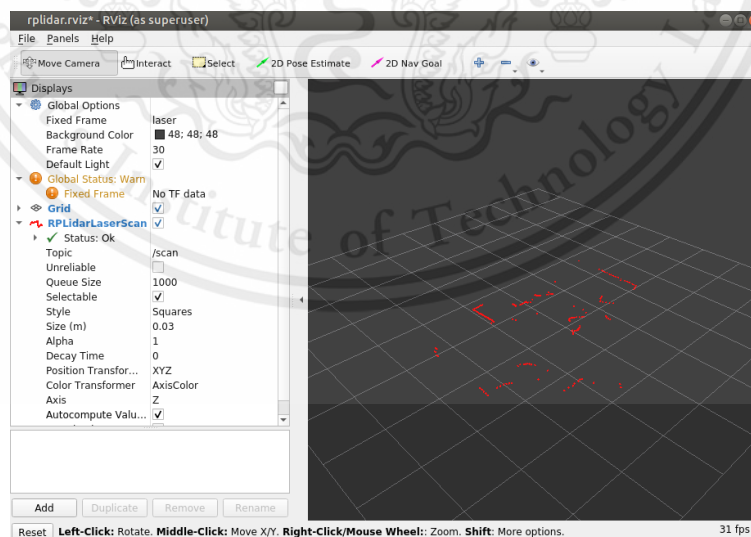 rplidar.rviz* - RViz (as superuser)
File Panels Help
Move Camera Interact Select 2D Pose Estimate 2D Nav Goal
Displays
Global Options
Fixed Frame laser
Background Color 48; 48; 48
Frame Rate 30
Default Light
Global Status: Warn
Fixed Frame No TF data
Grid
RPLidarLaserScan
Status: Ok
Topic /scan
Unreliable
Queue Size 1000
Selectable
Style Squares
Size (m) 0.03
Alpha 1
Decay Time 0
Position Transfor... XYZ
Color Transformer AxisColor
Axis Z
Autocompute Valu...
Add Duplicate Remove Rename
Reset Left-Click: Rotate. Middle-Click: Move X/Y. Right-Click/Mouse Wheel:: Zoom. Shift: More options. 31 fps
Institute of Technology